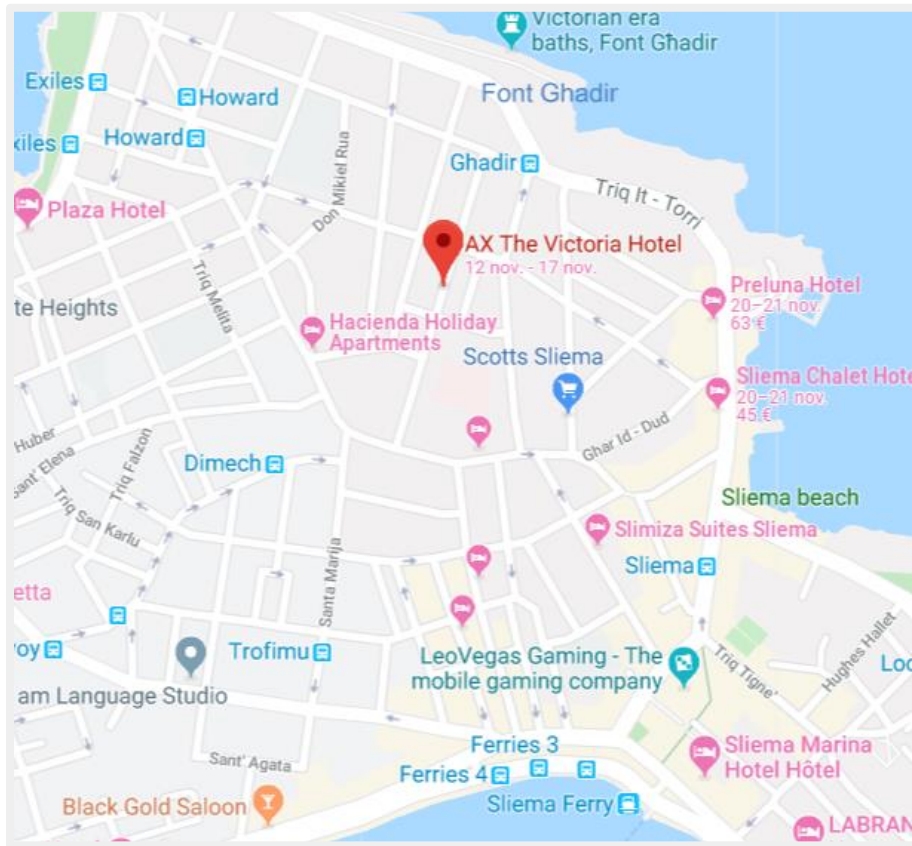 Victorian era
baths, Font Għadir
Exiles
Howard
Font Ghadir
Howard
xiles
Ghadir
Don Mikiel Rua
Triq It - Torri
Plaza Hotel
AX The Victoria Hotel
12 nov. - 17 nov.
Triq Melita
Preluna Hotel
20–21 nov.
63 €
te Heights
Hacienda Holiday
Apartments
Scotts Sliema
Sliema Chalet Hote
20–21 nov.
45 €
Huber
Sant' Elena
Triq Falzon
Dimech
Ghar Id - Dud
Triq San Karlu
Sliema beach
Slimiza Suites Sliema
Santa Marija
Sliema
etta
roy
Trofimu
Hughes Hallet
LeoVegas Gaming - The
mobile gaming company
Triq Tigne'
Loc
am Language Studio
Sant' Agata
Ferries 3
Ferries 4
Sliema Marina
Hotel Hôtel
Black Gold Saloon
Sliema Ferry
LABRAN